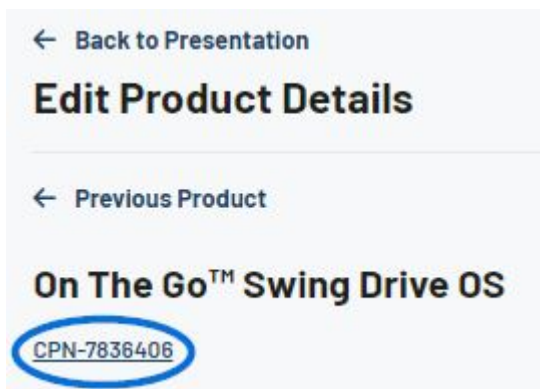 ← Back to Presentation
Edit Product Details
← Previous Product
On The Go™ Swing Drive OS
CPN-7836406